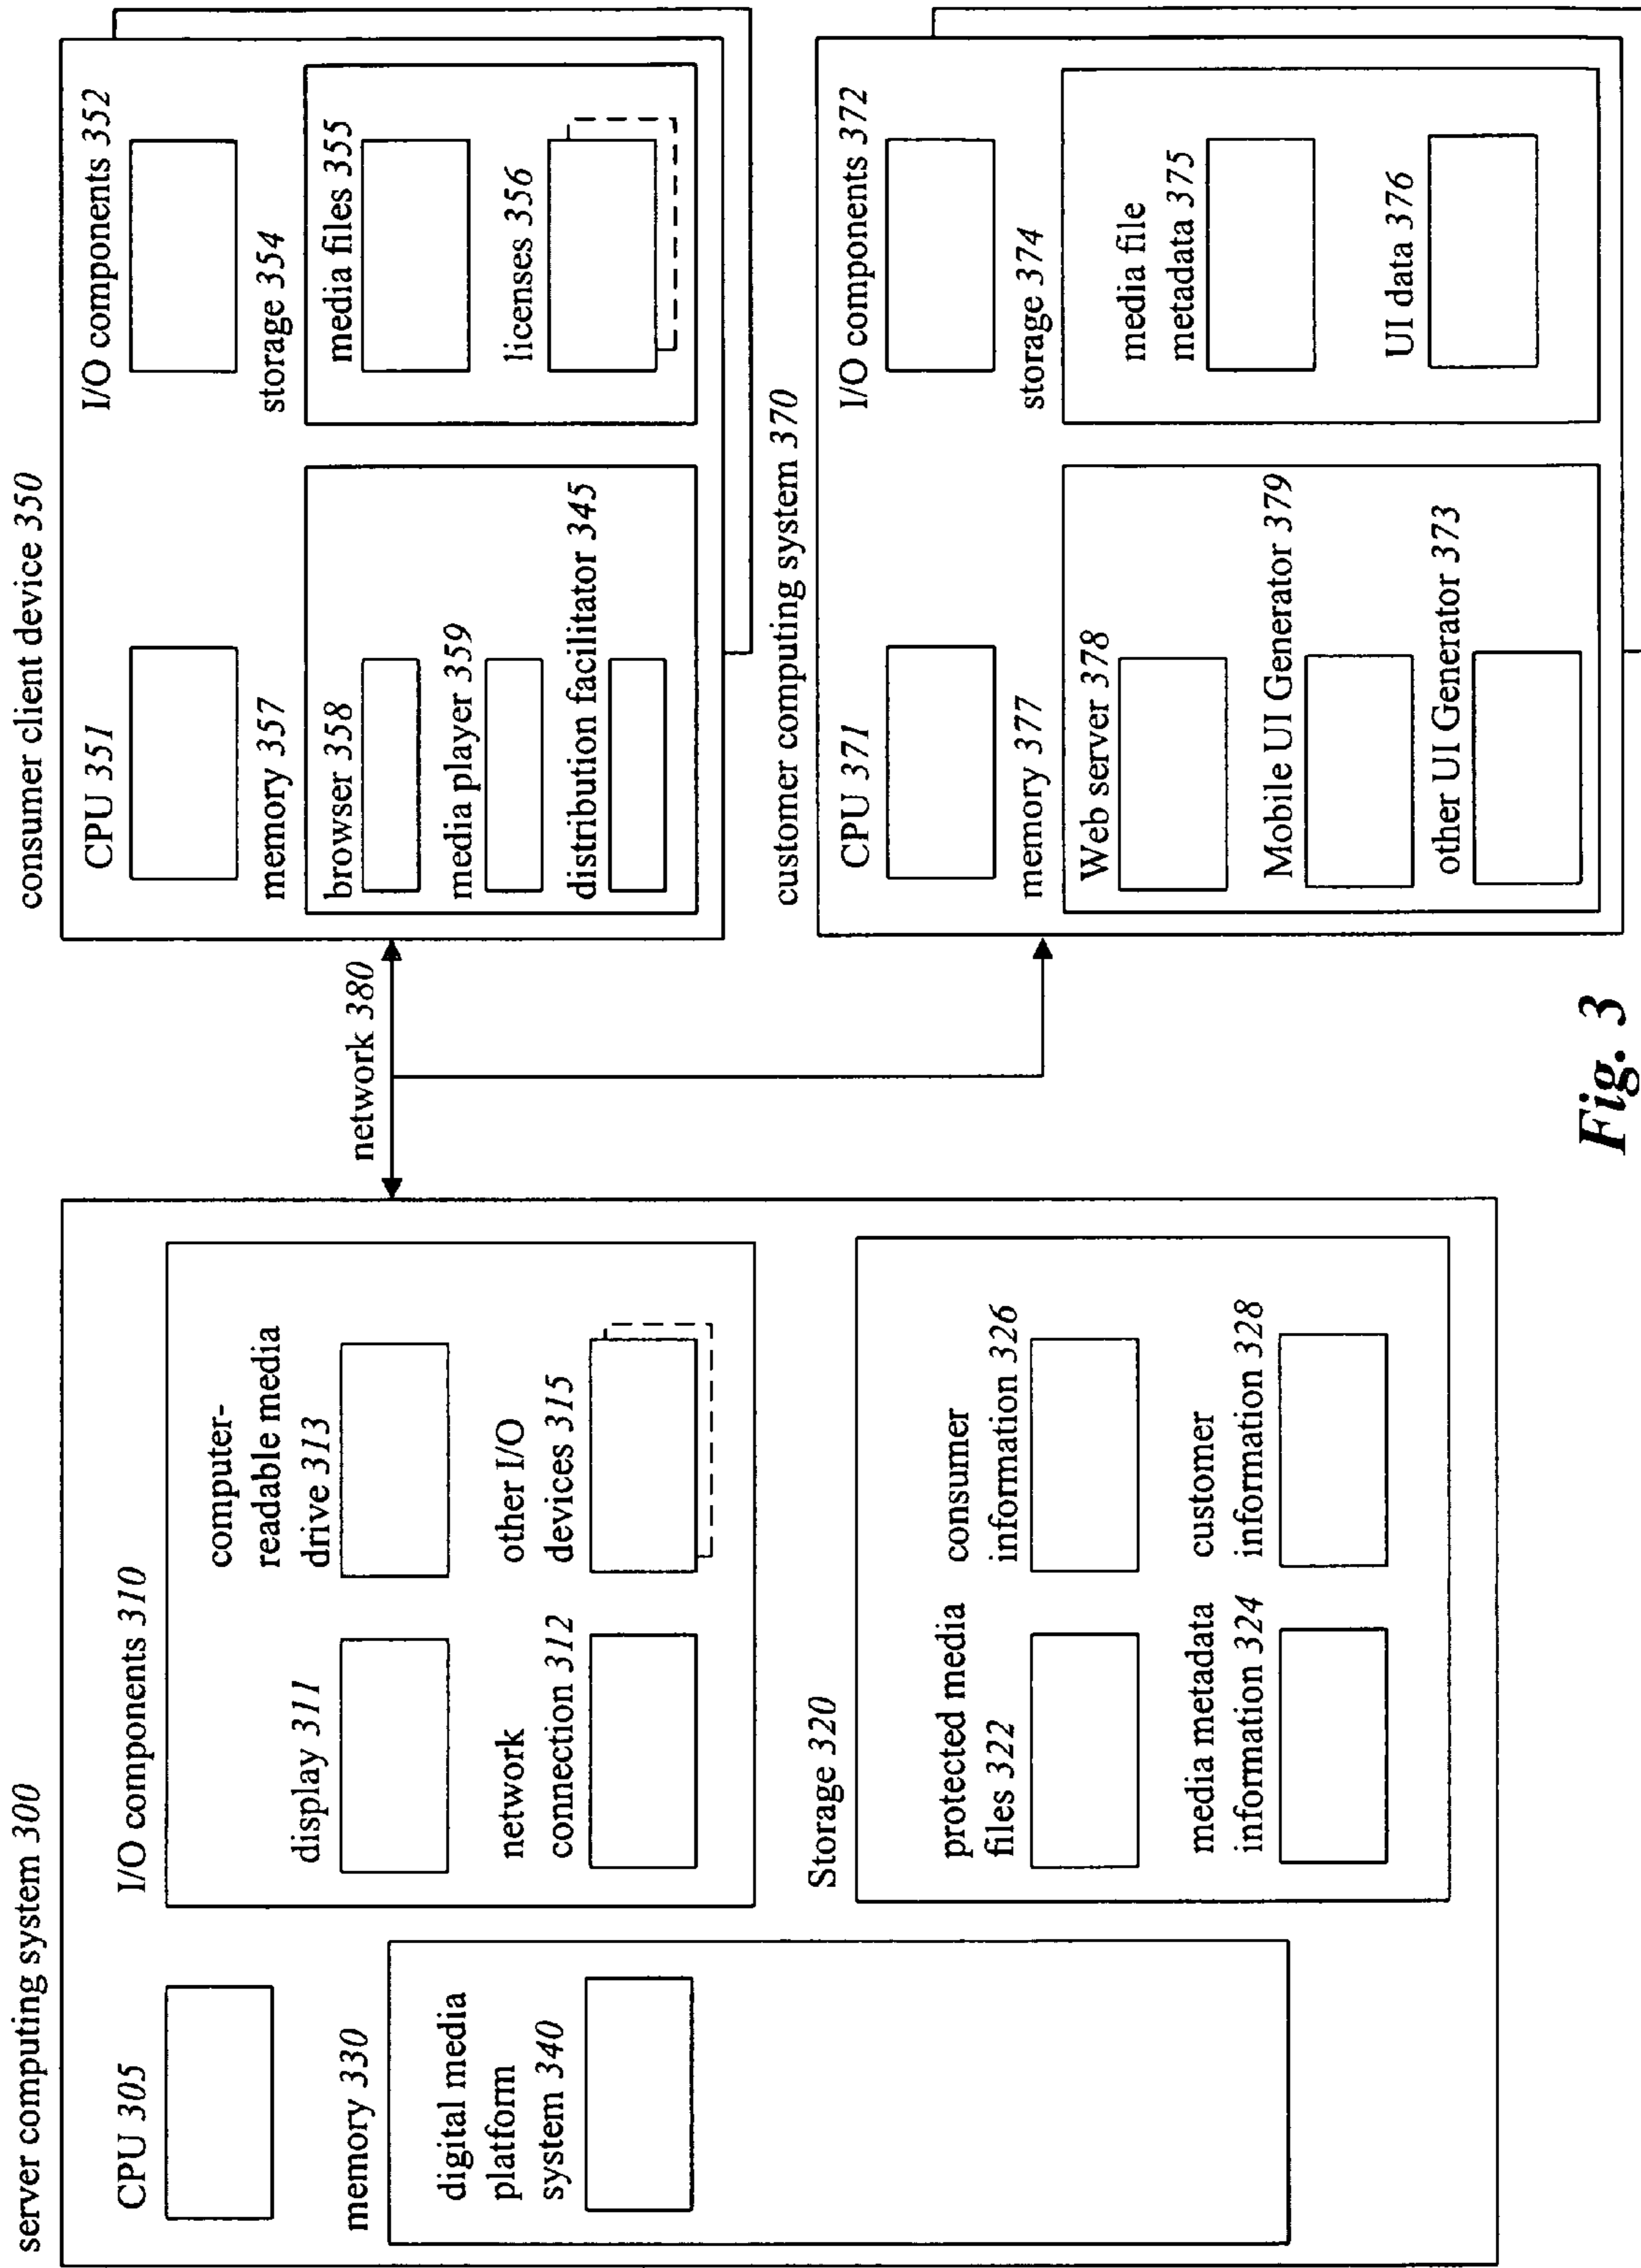 server computing system 300
CPU 305
memory 330
digital media
platform
system 340
I/O components 310
display 311
computer-
readable media
drive 313
network
connection 312
other I/O
devices 315
Storage 320
protected media
files 322
consumer
information 326
media metadata
information 324
customer
information 328
network 380
consumer client device 350
CPU 351
I/O components 352
memory 357
browser 358
media player 359
distribution facilitator 345
storage 354
media files 355
licenses 356
customer computing system 370
CPU 371
I/O components 372
memory 377
Web server 378
Mobile UI Generator 379
other UI Generator 373
storage 374
media file
metadata 375
UI data 376
Fig. 3